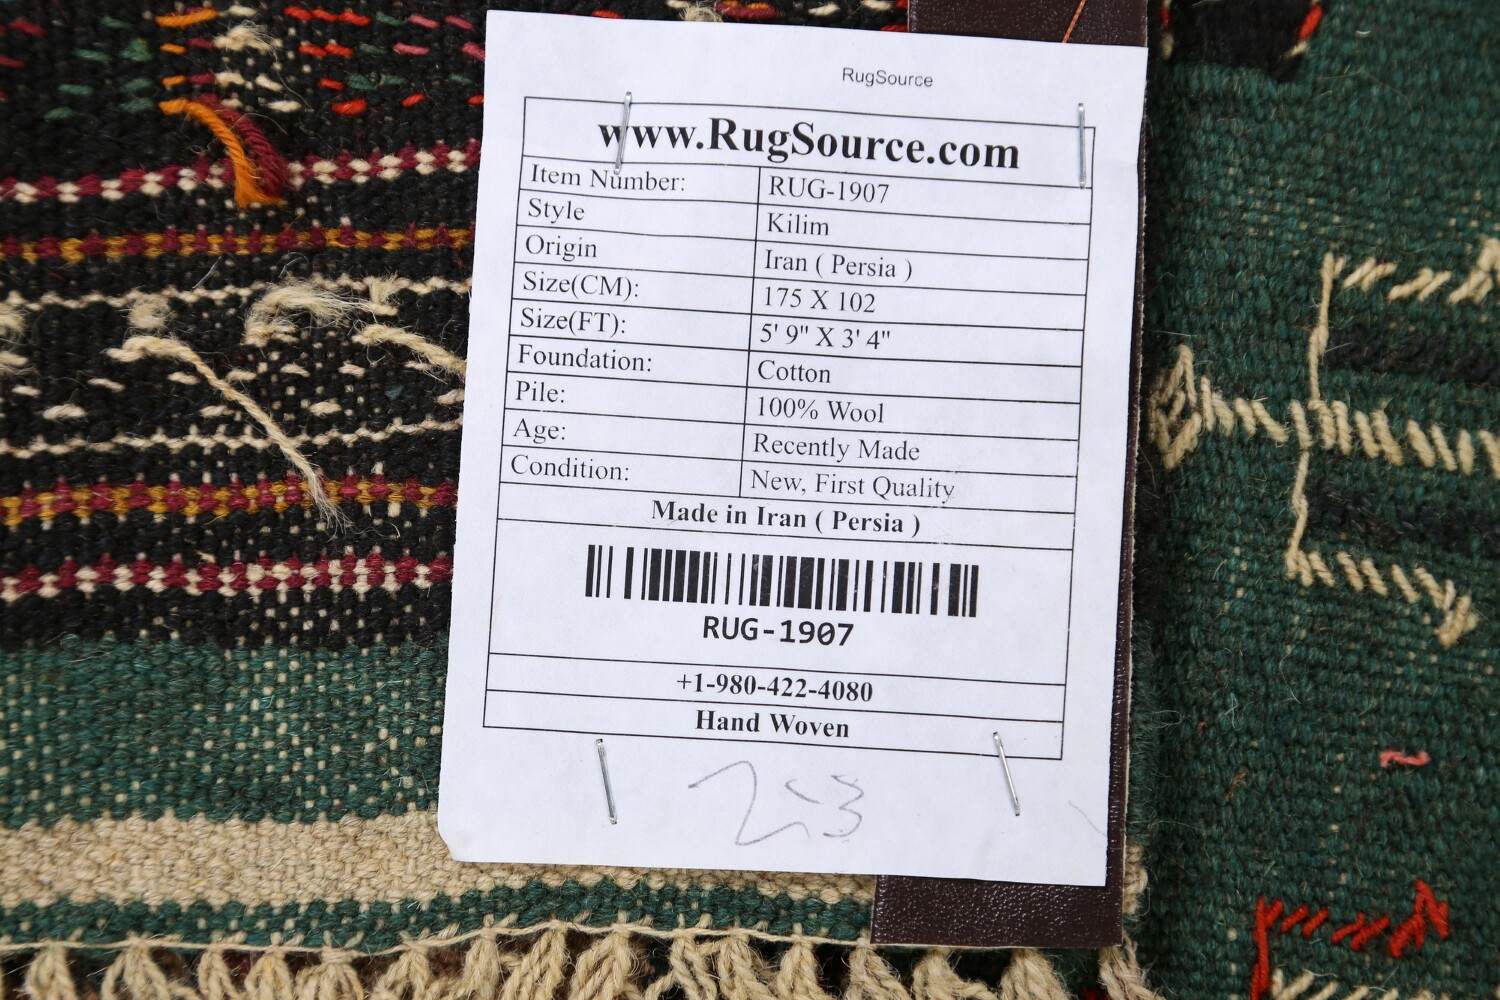 RugSource
www.RugSource.com
Item Number: RUG-1907
Style Kilim
Origin Iran ( Persia )
Size(CM): 175 X 102
Size(FT): 5' 9" X 3' 4"
Foundation: Cotton
Pile: 100% Wool
Age: Recently Made
Condition: New, First Quality
Made in Iran ( Persia )
RUG-1907
+1-980-422-4080
Hand Woven